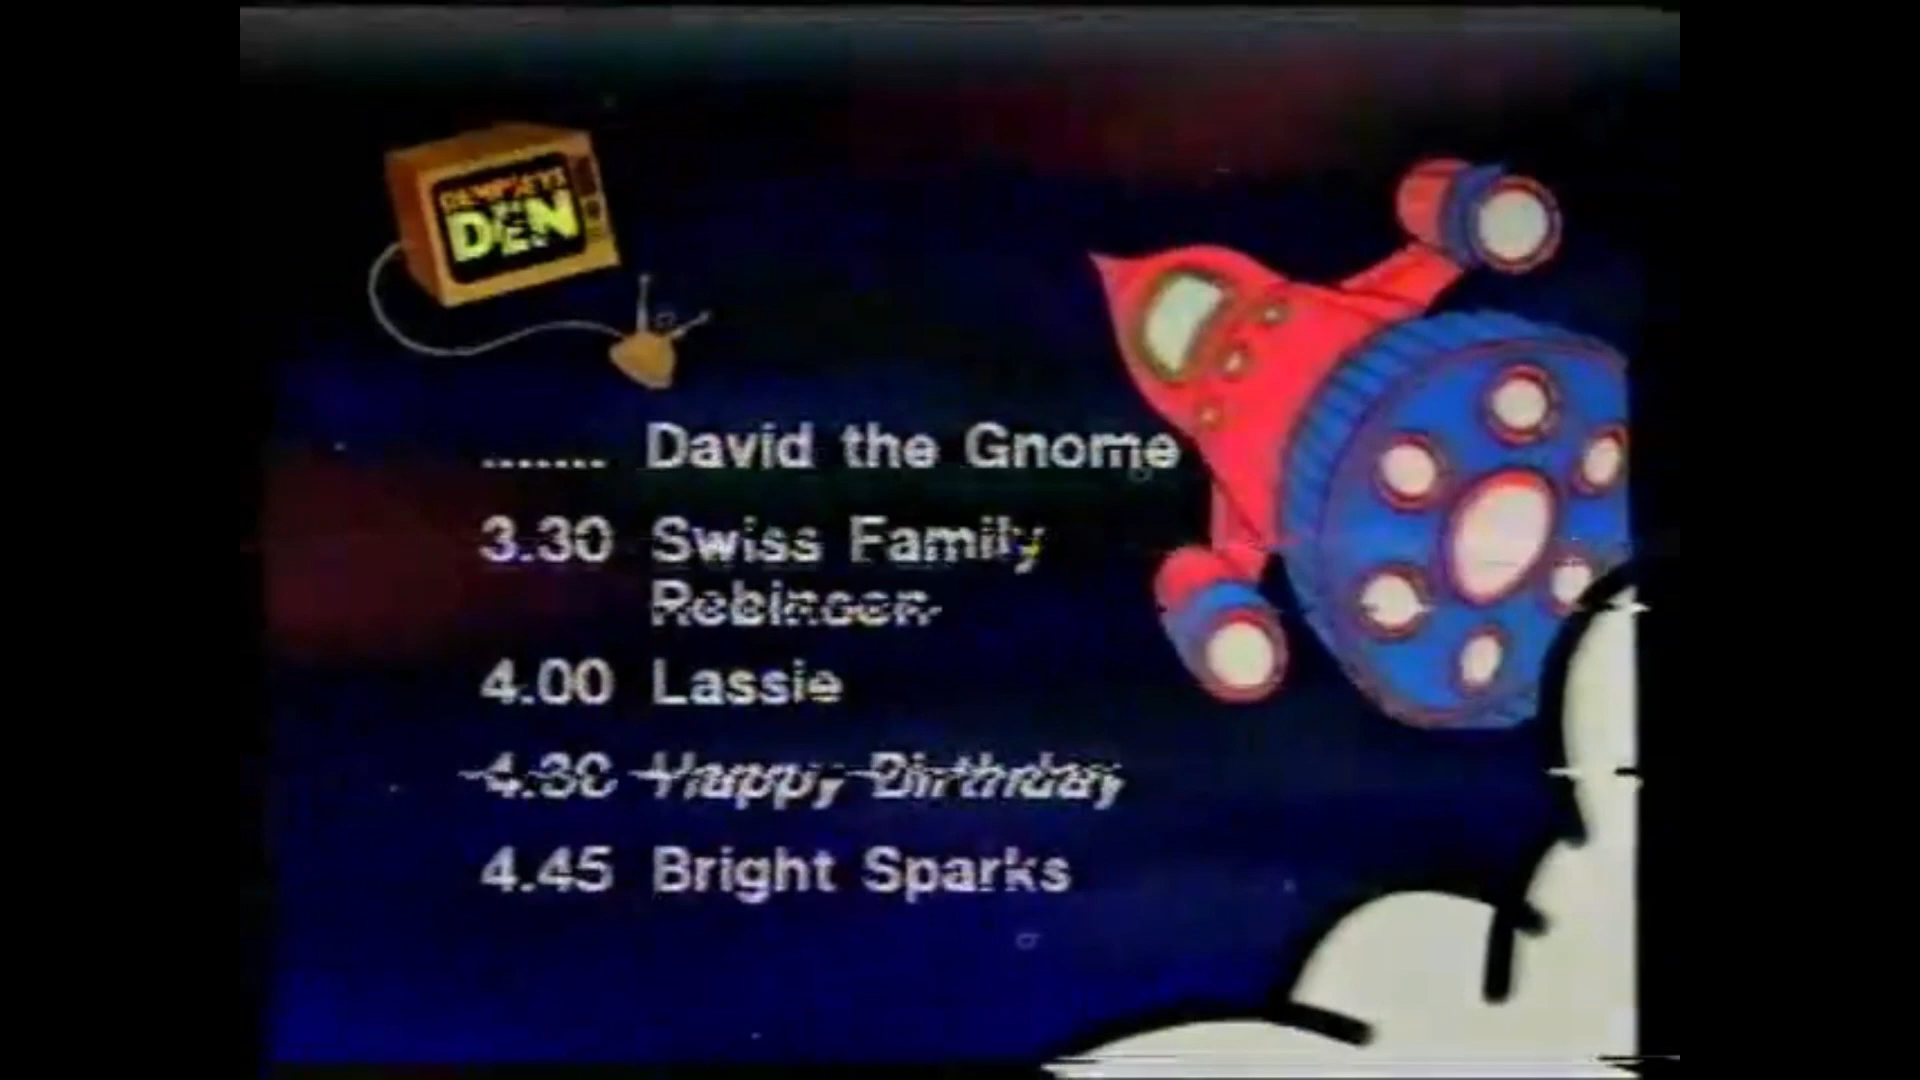 DEMPSEY'S
DEN
....... David the Gnome
3.30 Swiss Family
Robinson
4.00 Lassie
4.30 Happy Birthday
4.45 Bright Sparks